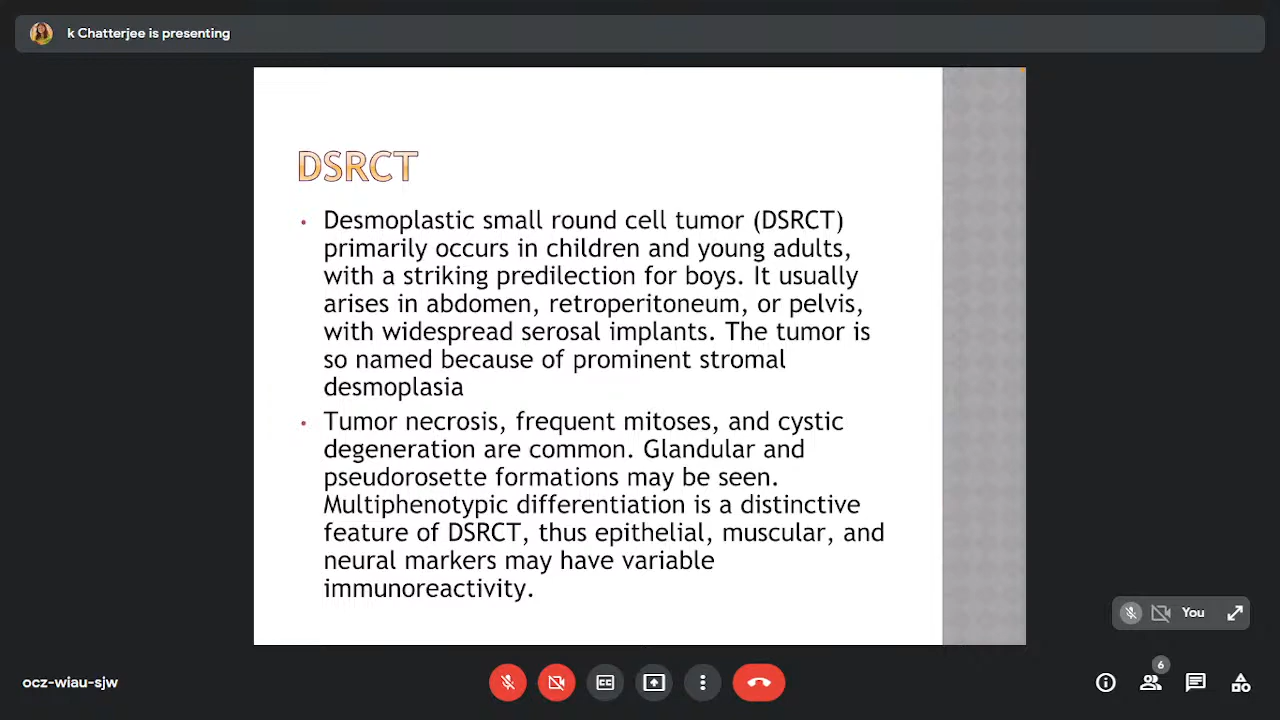 k Chatterjee is presenting
DSRCT
• Desmoplastic small round cell tumor (DSRCT)
primarily occurs in children and young adults,
with a striking predilection for boys. It usually
arises in abdomen, retroperitoneum, or pelvis,
with widespread serosal implants. The tumor is
so named because of prominent stromal
desmoplasia
• Tumor necrosis, frequent mitoses, and cystic
degeneration are common. Glandular and
pseudorosette formations may be seen.
Multiphenotypic differentiation is a distinctive
feature of DSRCT, thus epithelial, muscular, and
neural markers may have variable
immunoreactivity.
You
ocz-wiau-sjw
CC
6